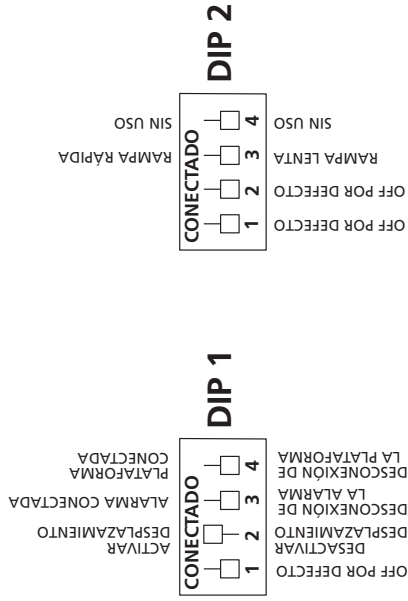 DIP 2
CONECTADO
1
2
3
4
RAMPA RÁPIDA
SIN USO
OFF POR DEFECTO
OFF POR DEFECTO
RAMPA LENTA
SIN USO
DIP 1
CONECTADO
1
2
3
4
ACTIVAR
DESPLAZAMIENTO
ALARMA CONECTADA
PLATAFORMA
CONECTADA
OFF POR DEFECTO
DESACTIVAR
DESPLAZAMIENTO
DESCONEXIÓN DE
LA ALARMA
DESCONEXIÓN DE
LA PLATAFORMA